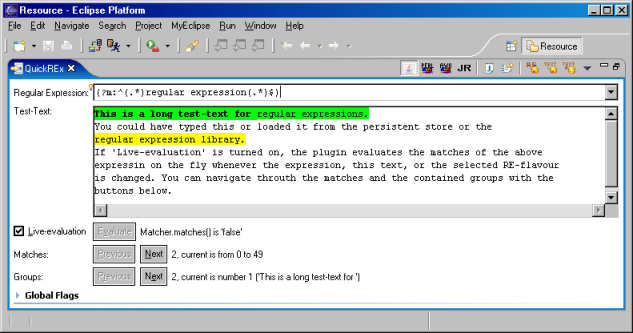 Resource - Eclipse Platform
File Edit Navigate Search Project MyEclipse Run Window Help
Resource
QuickREx
JR
Regular Expression: (?m:^(.*)regular expression(.*)$)
Test-Text: This is a long test-text for regular expressions.
You could have typed this or loaded it from the persistent store or the
regular expression library.
If 'Live-evaluation' is turned on, the plugin evaluates the matches of the above
expressin on the fly whenever the expression, this text, or the selected RE-flavour
is changed. You can navigate throuth the matches and the contained groups with the
buttons below.
Live-evaluation Evaluate Matcher.matches() is 'false'
Matches: Previous Next 2, current is from 0 to 49
Groups: Previous Next 2, current is number 1 ('This is a long test-text for ')
Global Flags